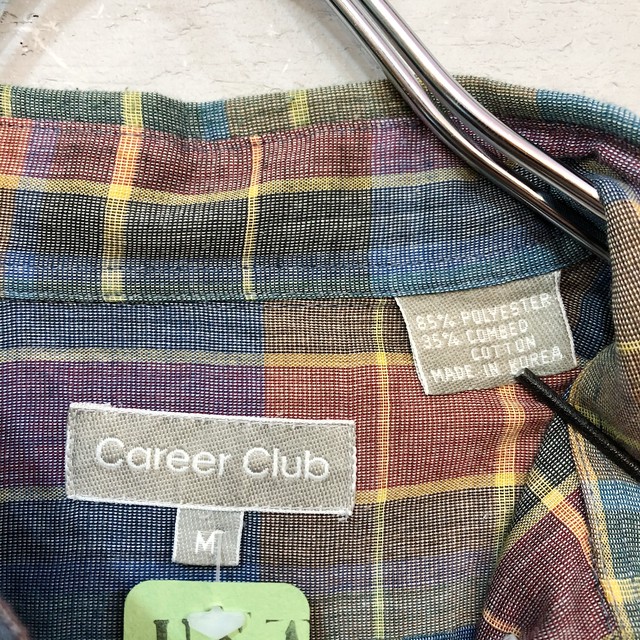 65% POLYESTER
35% COMBED
COTTON
MADE IN KOREA
Career Club
M